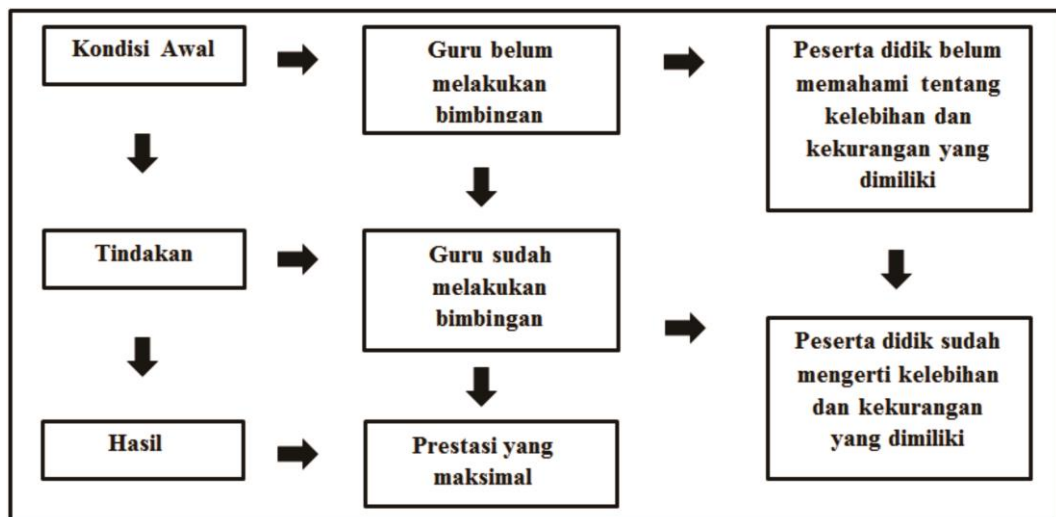 Kondisi Awal
Guru belum
melakukan
bimbingan
Peserta didik belum
memahami tentang
kelebihan dan
kekurangan yang
dimiliki
Tindakan
Guru sudah
melakukan
bimbingan
Peserta didik sudah
mengerti kelebihan
dan kekurangan
yang dimiliki
Hasil
Prestasi yang
maksimal